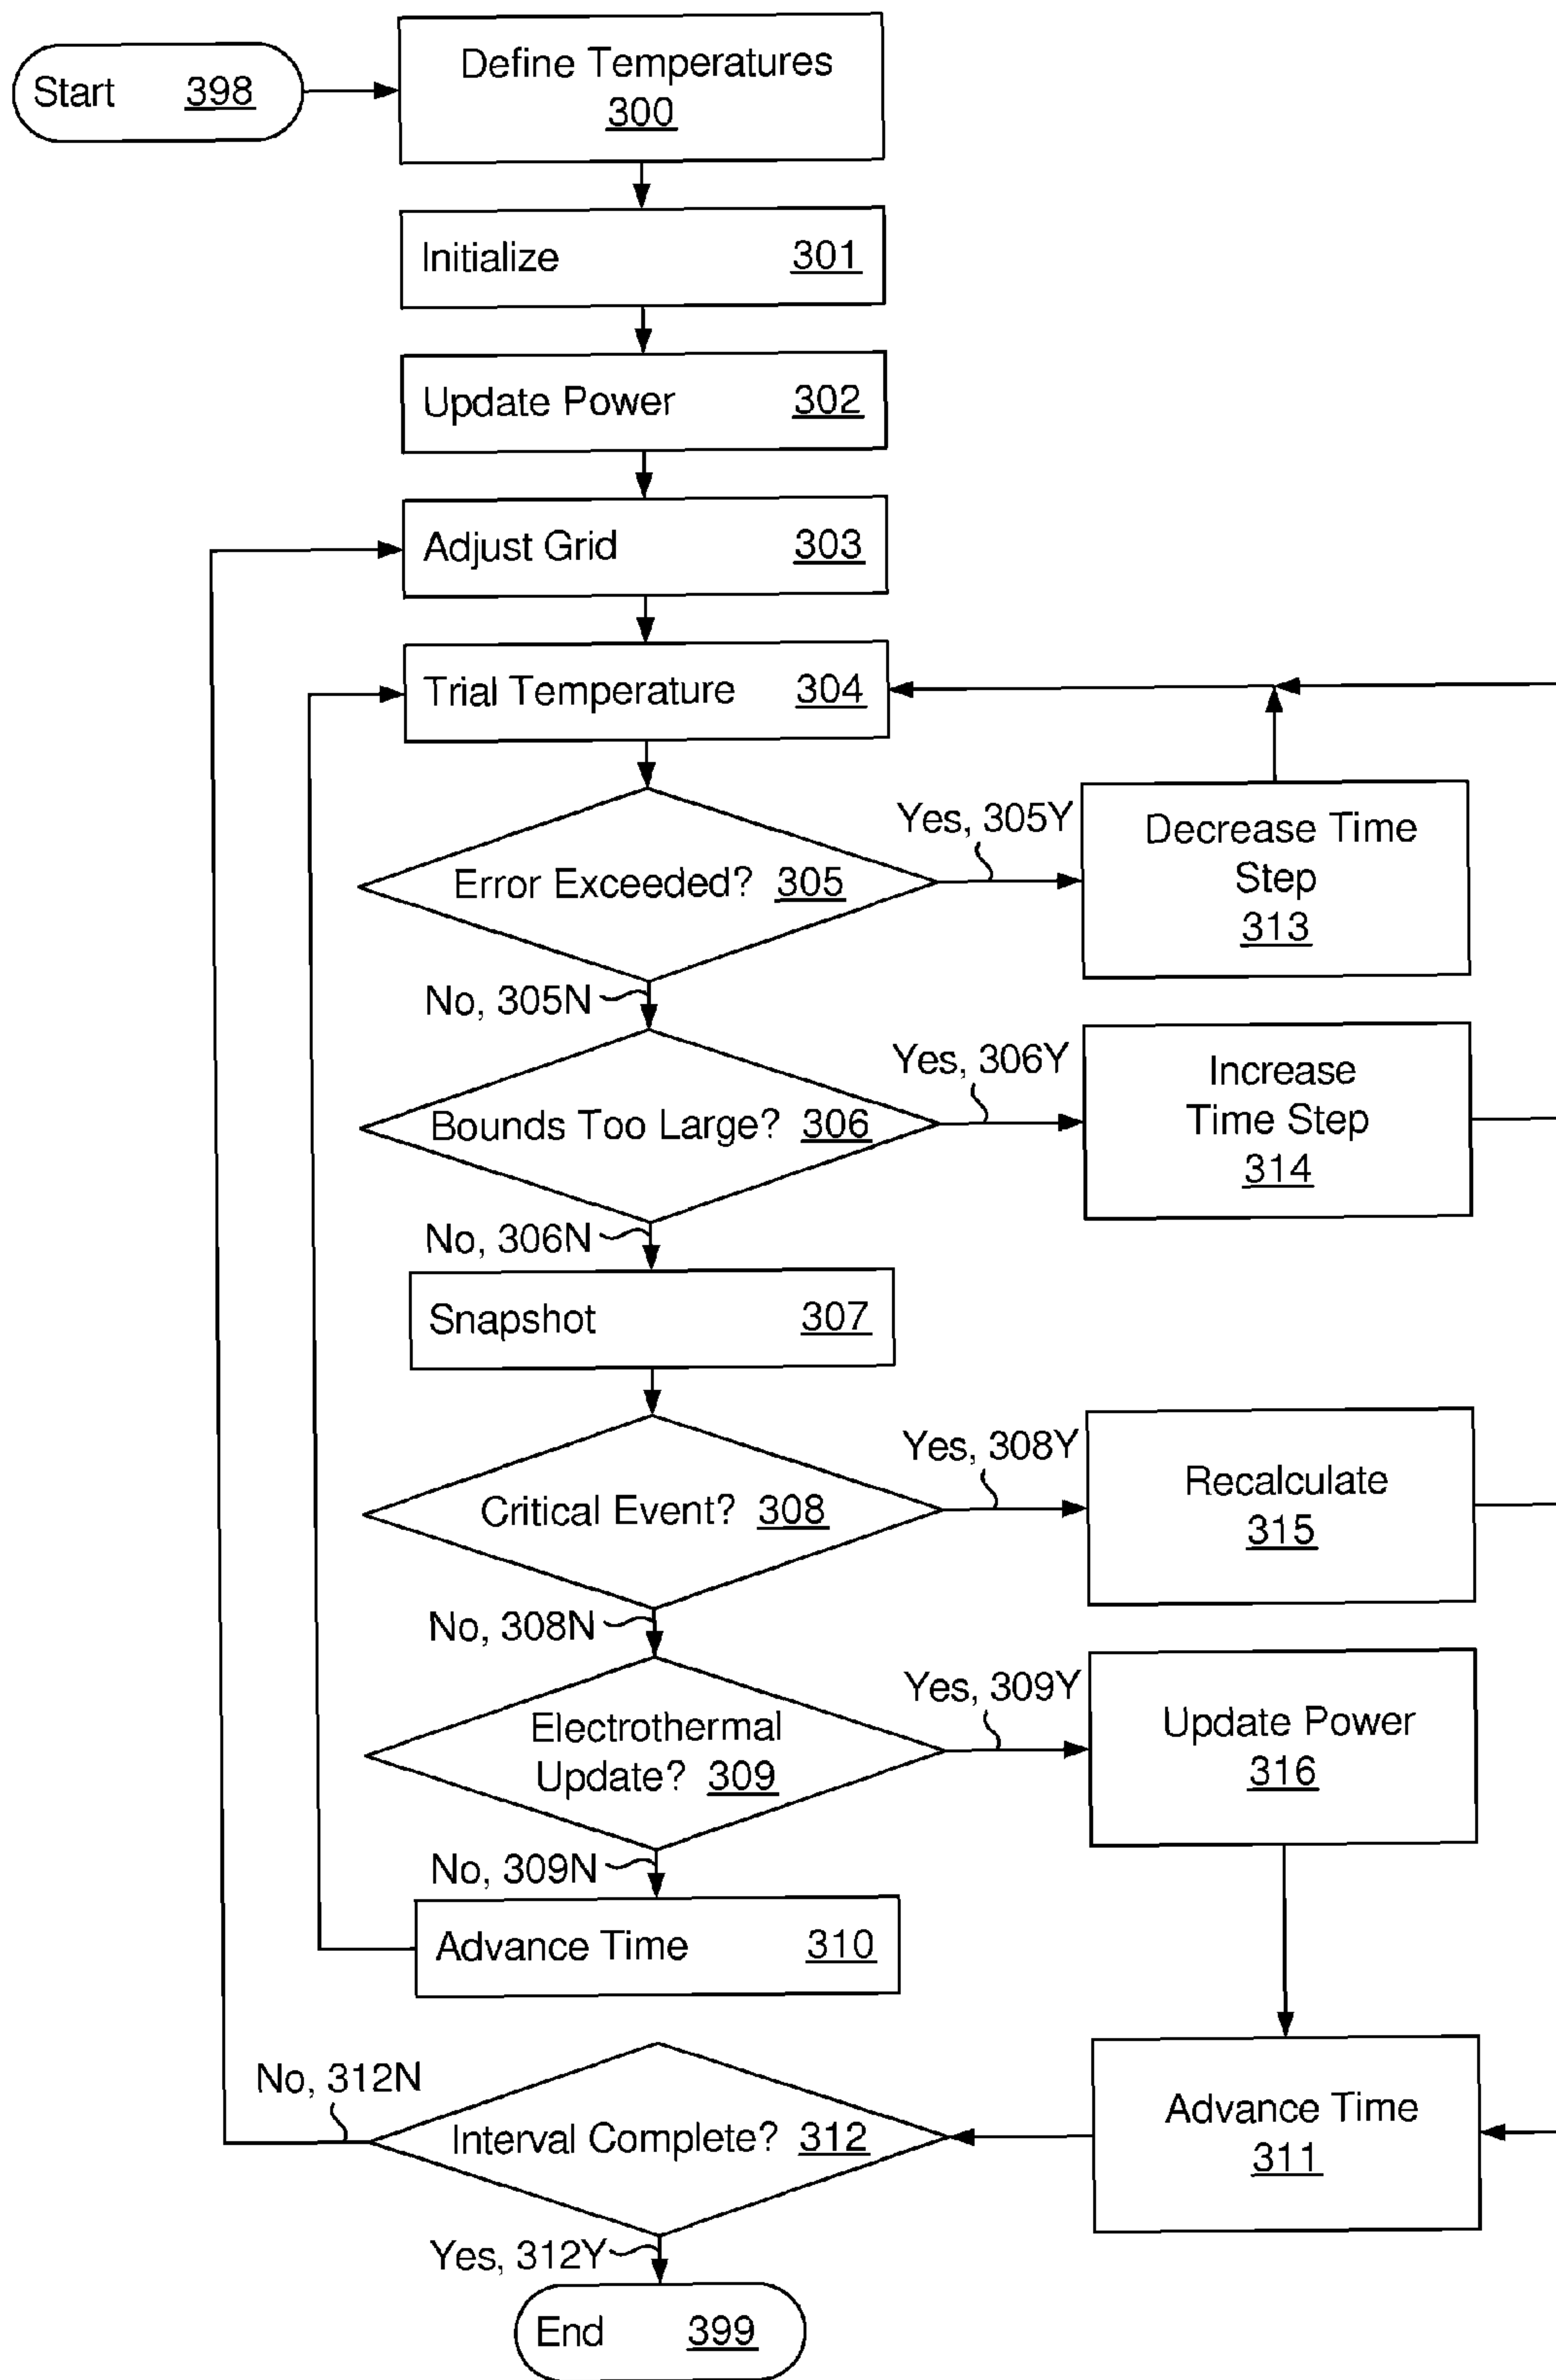 Start 398
Define Temperatures
300
Initialize 301
Update Power 302
Adjust Grid 303
Trial Temperature 304
Error Exceeded? 305
Yes, 305Y
Decrease Time
Step
313
No, 305N
Bounds Too Large? 306
Yes, 306Y
Increase
Time Step
314
No, 306N
Snapshot 307
Critical Event? 308
Yes, 308Y
Recalculate
315
No, 308N
Electrothermal
Update? 309
Yes, 309Y
Update Power
316
No, 309N
Advance Time 310
Advance Time
311
Interval Complete? 312
No, 312N
Yes, 312Y
End 399